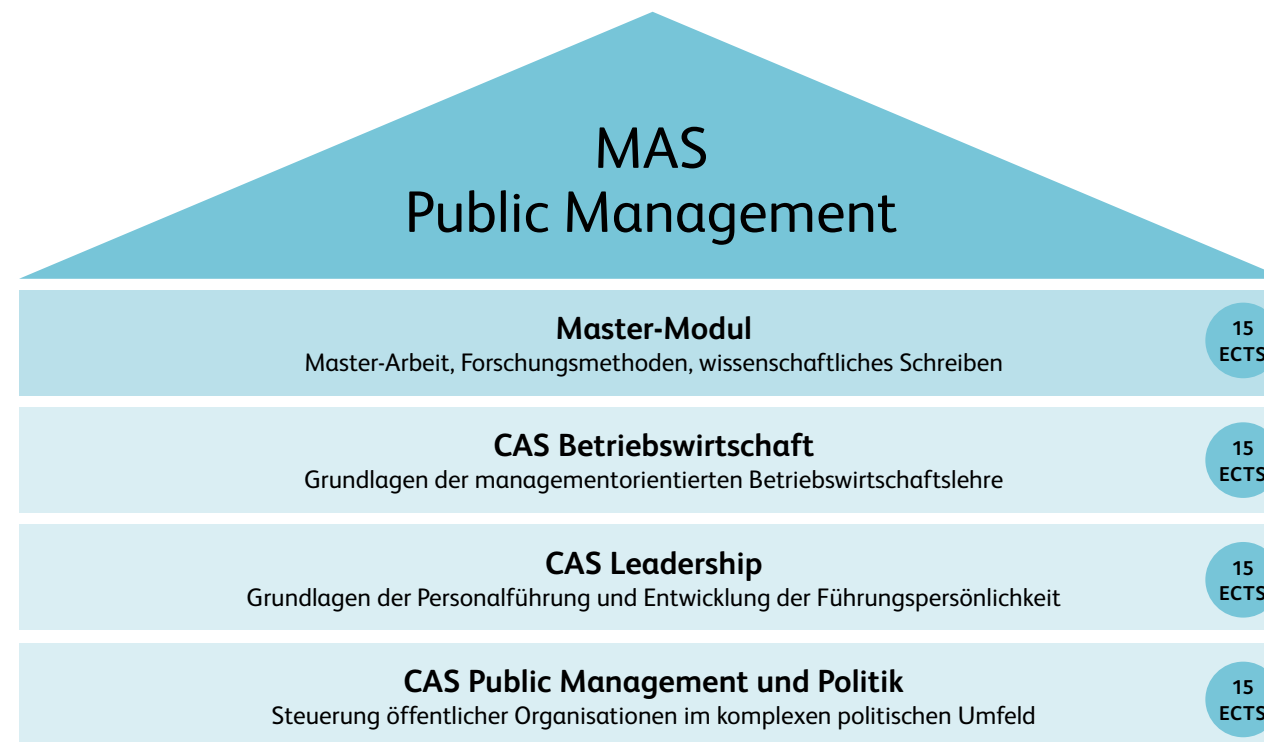 MAS
Public Management
Master-Modul
Master-Arbeit, Forschungsmethoden, wissenschaftliches Schreiben
15
ECTS
CAS Betriebswirtschaft
Grundlagen der managementorientierten Betriebswirtschaftslehre
15
ECTS
CAS Leadership
Grundlagen der Personalführung und Entwicklung der Führungspersönlichkeit
15
ECTS
CAS Public Management und Politik
Steuerung öffentlicher Organisationen im komplexen politischen Umfeld
15
ECTS